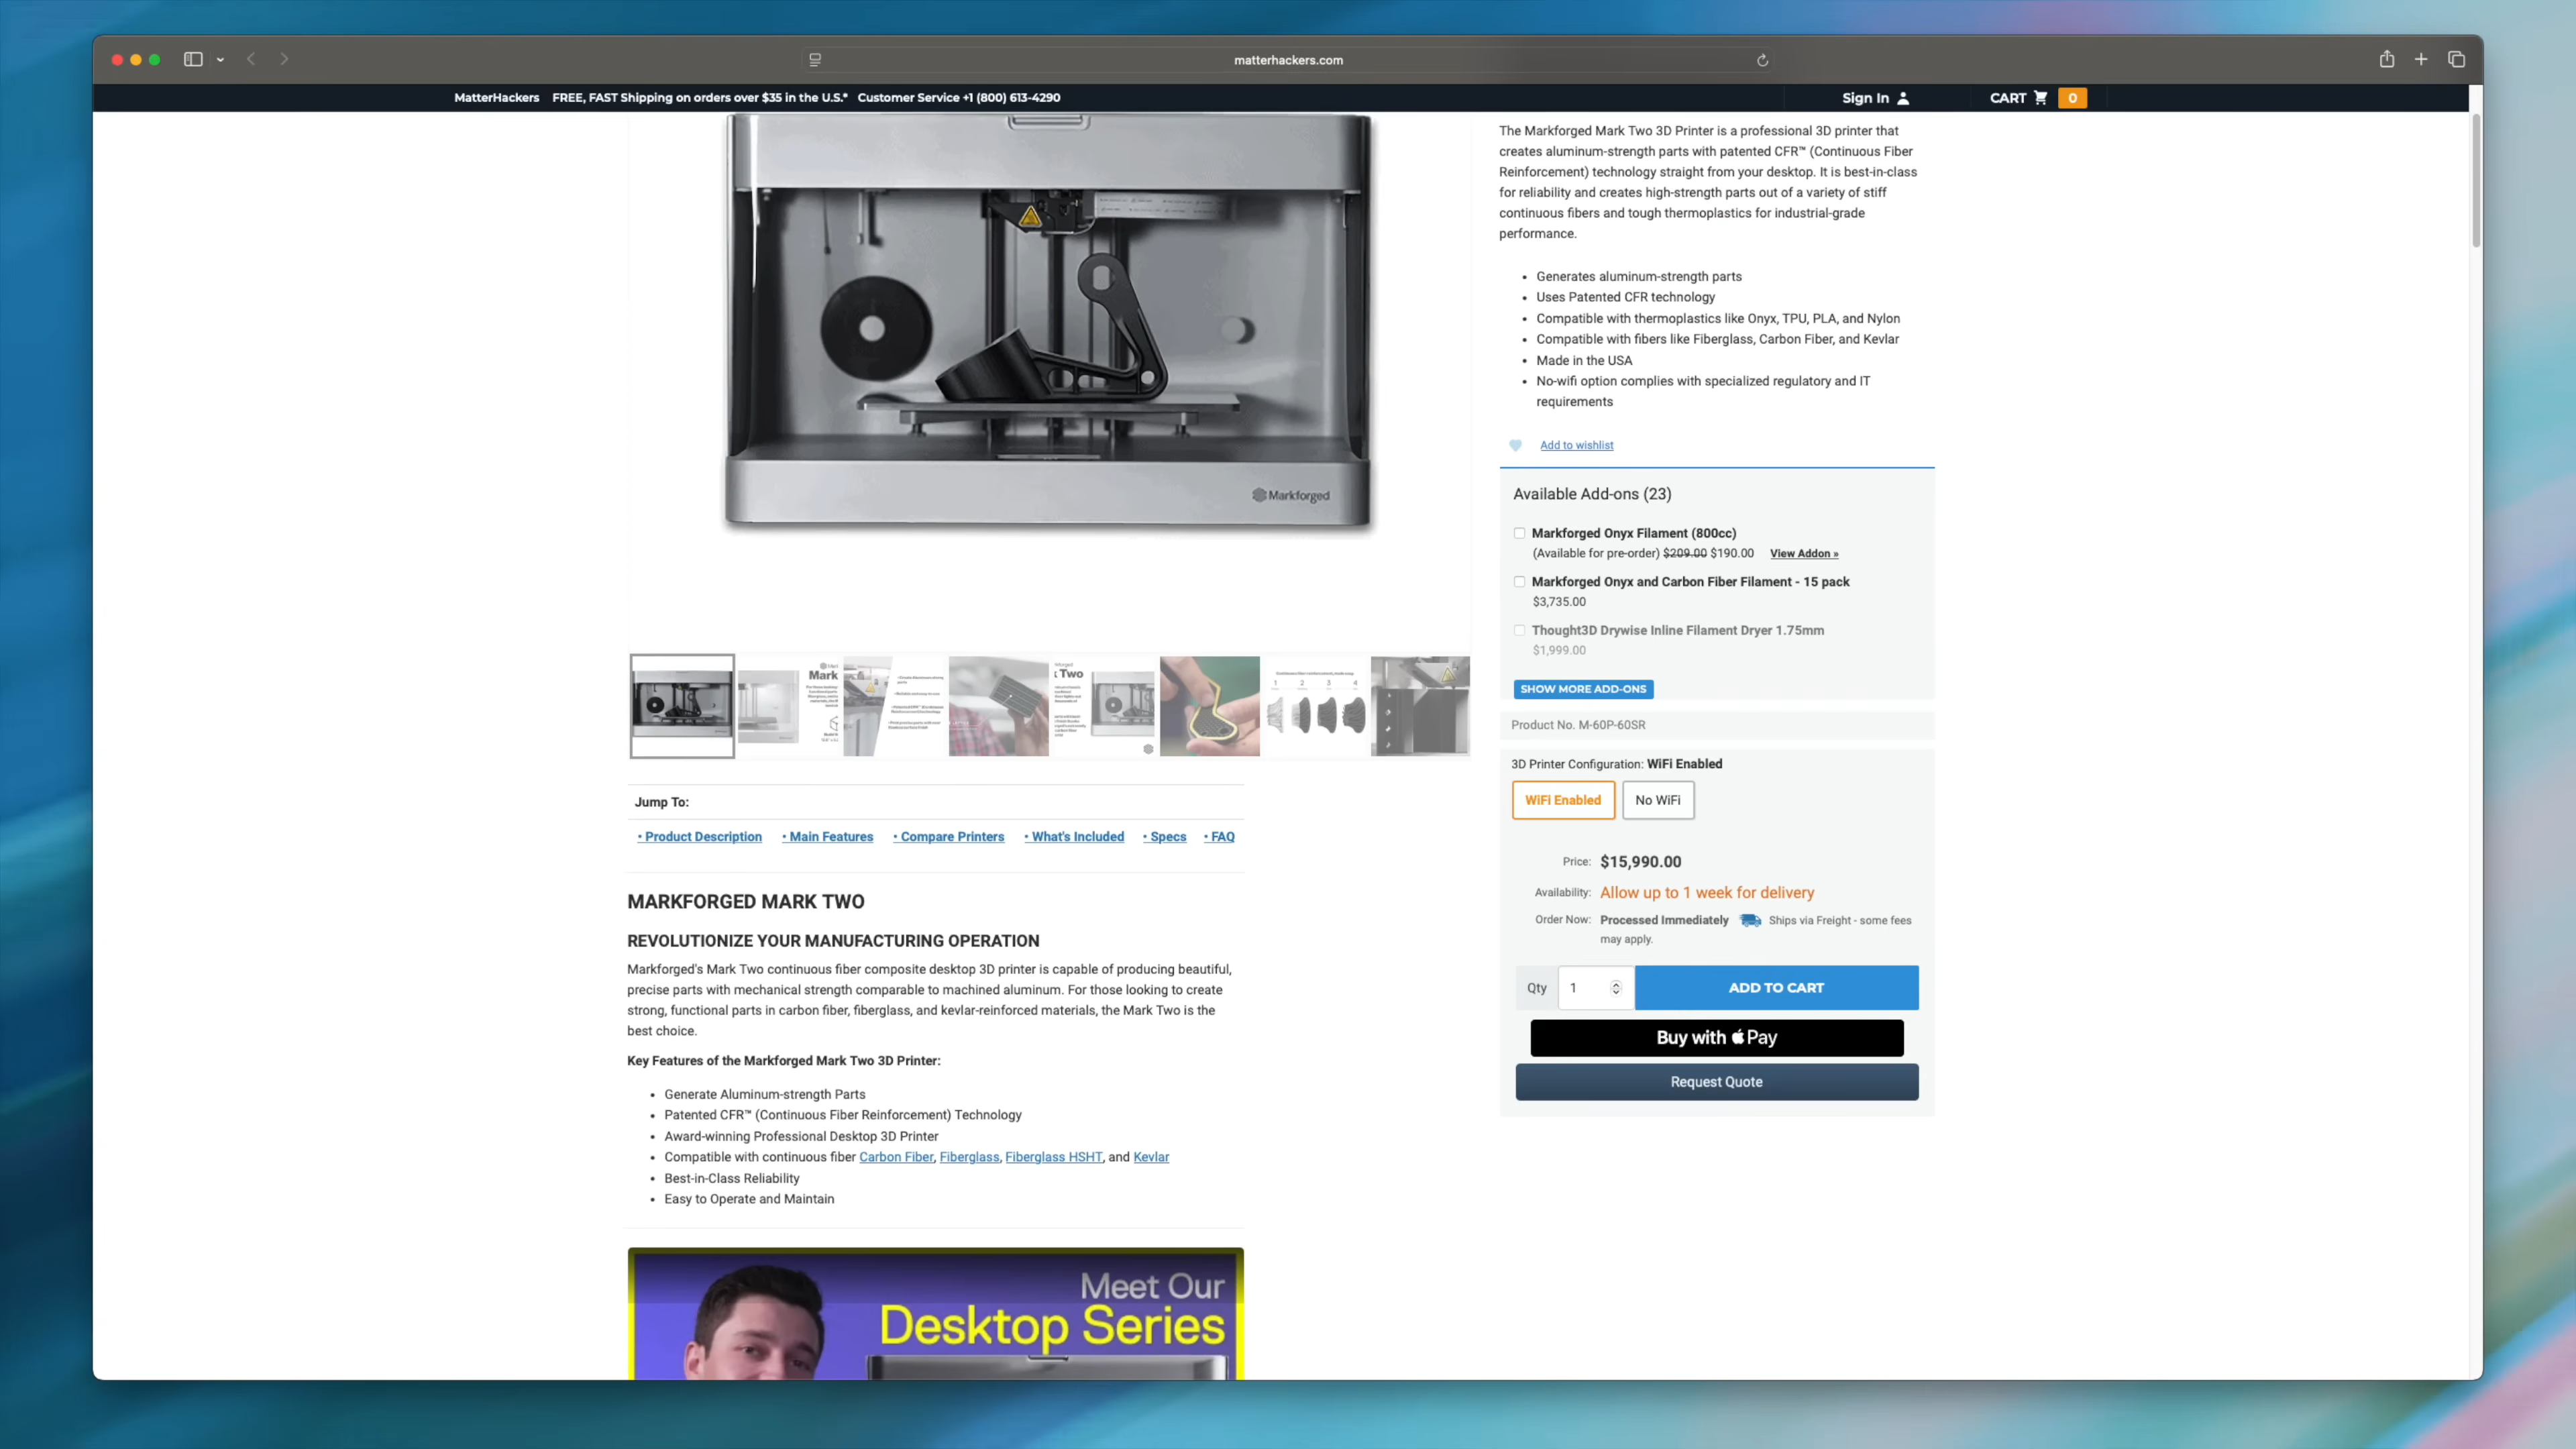 matterhackers.com
MatterHackers FREE, FAST Shipping on orders over $35 in the U.S.* Customer Service +1 (800) 613-4290
Sign In CART 0
Markforged
Mark
Two
1 2 3 4
Jump To:
• Product Description • Main Features • Compare Printers • What's Included • Specs • FAQ
MARKFORGED MARK TWO
REVOLUTIONIZE YOUR MANUFACTURING OPERATION
Markforged's Mark Two continuous fiber composite desktop 3D printer is capable of producing beautiful,
precise parts with mechanical strength comparable to machined aluminum. For those looking to create
strong, functional parts in carbon fiber, fiberglass, and kevlar-reinforced materials, the Mark Two is the
best choice.
Key Features of the Markforged Mark Two 3D Printer:
• Generate Aluminum-strength Parts
• Patented CFR™ (Continuous Fiber Reinforcement) Technology
• Award-winning Professional Desktop 3D Printer
• Compatible with continuous fiber Carbon Fiber, Fiberglass, Fiberglass HSHT, and Kevlar
• Best-in-Class Reliability
• Easy to Operate and Maintain
Meet Our
Desktop Series
The Markforged Mark Two 3D Printer is a professional 3D printer that
creates aluminum-strength parts with patented CFR™ (Continuous Fiber
Reinforcement) technology straight from your desktop. It is best-in-class
for reliability and creates high-strength parts out of a variety of stiff
continuous fibers and tough thermoplastics for industrial-grade
performance.
• Generates aluminum-strength parts
• Uses Patented CFR technology
• Compatible with thermoplastics like Onyx, TPU, PLA, and Nylon
• Compatible with fibers like Fiberglass, Carbon Fiber, and Kevlar
• Made in the USA
• No-wifi option complies with specialized regulatory and IT
requirements
Add to wishlist
Available Add-ons (23)
Markforged Onyx Filament (800cc)
(Available for pre-order) $209.00 $190.00 View Addon »
Markforged Onyx and Carbon Fiber Filament - 15 pack
$3,735.00
Thought3D Drywise Inline Filament Dryer 1.75mm
$1,999.00
SHOW MORE ADD-ONS
Product No. M-60P-60SR
3D Printer Configuration: WiFi Enabled
WiFi Enabled No WiFi
Price: $15,990.00
Availability: Allow up to 1 week for delivery
Order Now: Processed Immediately Ships via Freight - some fees
may apply.
Qty 1 ADD TO CART
Buy with Pay
Request Quote